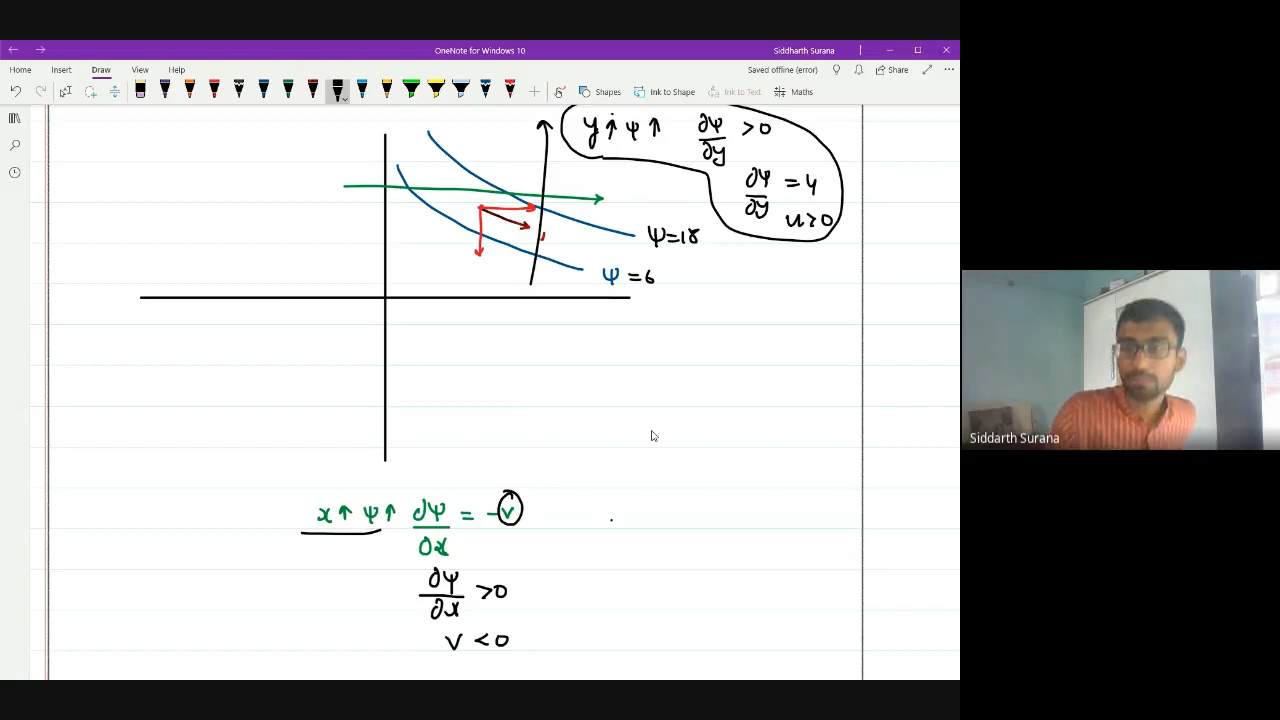 OneNote for Windows 10
Siddharth Surana
Home Insert Draw View Help
Saved offline (error)
Share
Shapes
Ink to Shape
Ink to Text
Maths
y ↑ ψ ↑ ∂ψ/∂y > 0
∂ψ/∂y = u
u > 0
ψ = 18
ψ = 6
x ↑ ψ ↑ ∂ψ/∂x = -v
∂ψ/∂x > 0
v < 0
Siddarth Surana